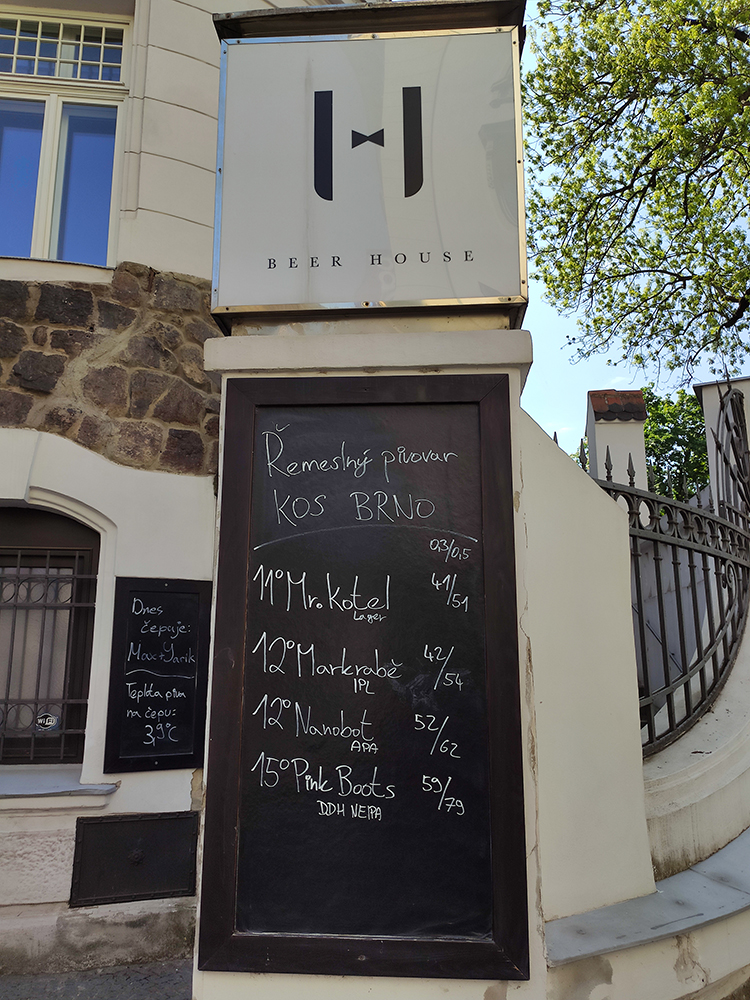 BEER HOUSE
Řemeslný pivovar
KOS BRNO
0,3/0,5
11° Mr. Kotel 41/51
Lager
12° Markrabě 42/54
IPL
12° Nanobot 52/62
APA
15° Pink Boots 59/79
DDH NEIPA
Dnes
čepuje:
Max+Yarik
Teplota piva
na čepu:
3,9°C
WiFi